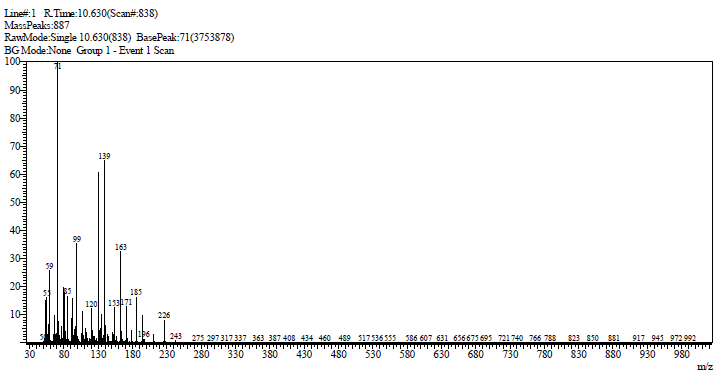 Line#:1 R.Time:10.630(Scan#:838)
MassPeaks:887
RawMode:Single 10.630(838) BasePeak:71(3753878)
BG Mode:None Group 1 - Event 1 Scan
100
71
90
80
70
139
60
50
40
99
163
30
59
20
55 85 185
120 153 171
10
226
196 243 275 297 317 337 363 387 408 434 460 489 517 536 555 586 607 631 656 675 695 721 740 766 788 823 850 881 917 945 972 992
30 80 130 180 230 280 330 380 430 480 530 580 630 680 730 780 830 880 930 980
m/z